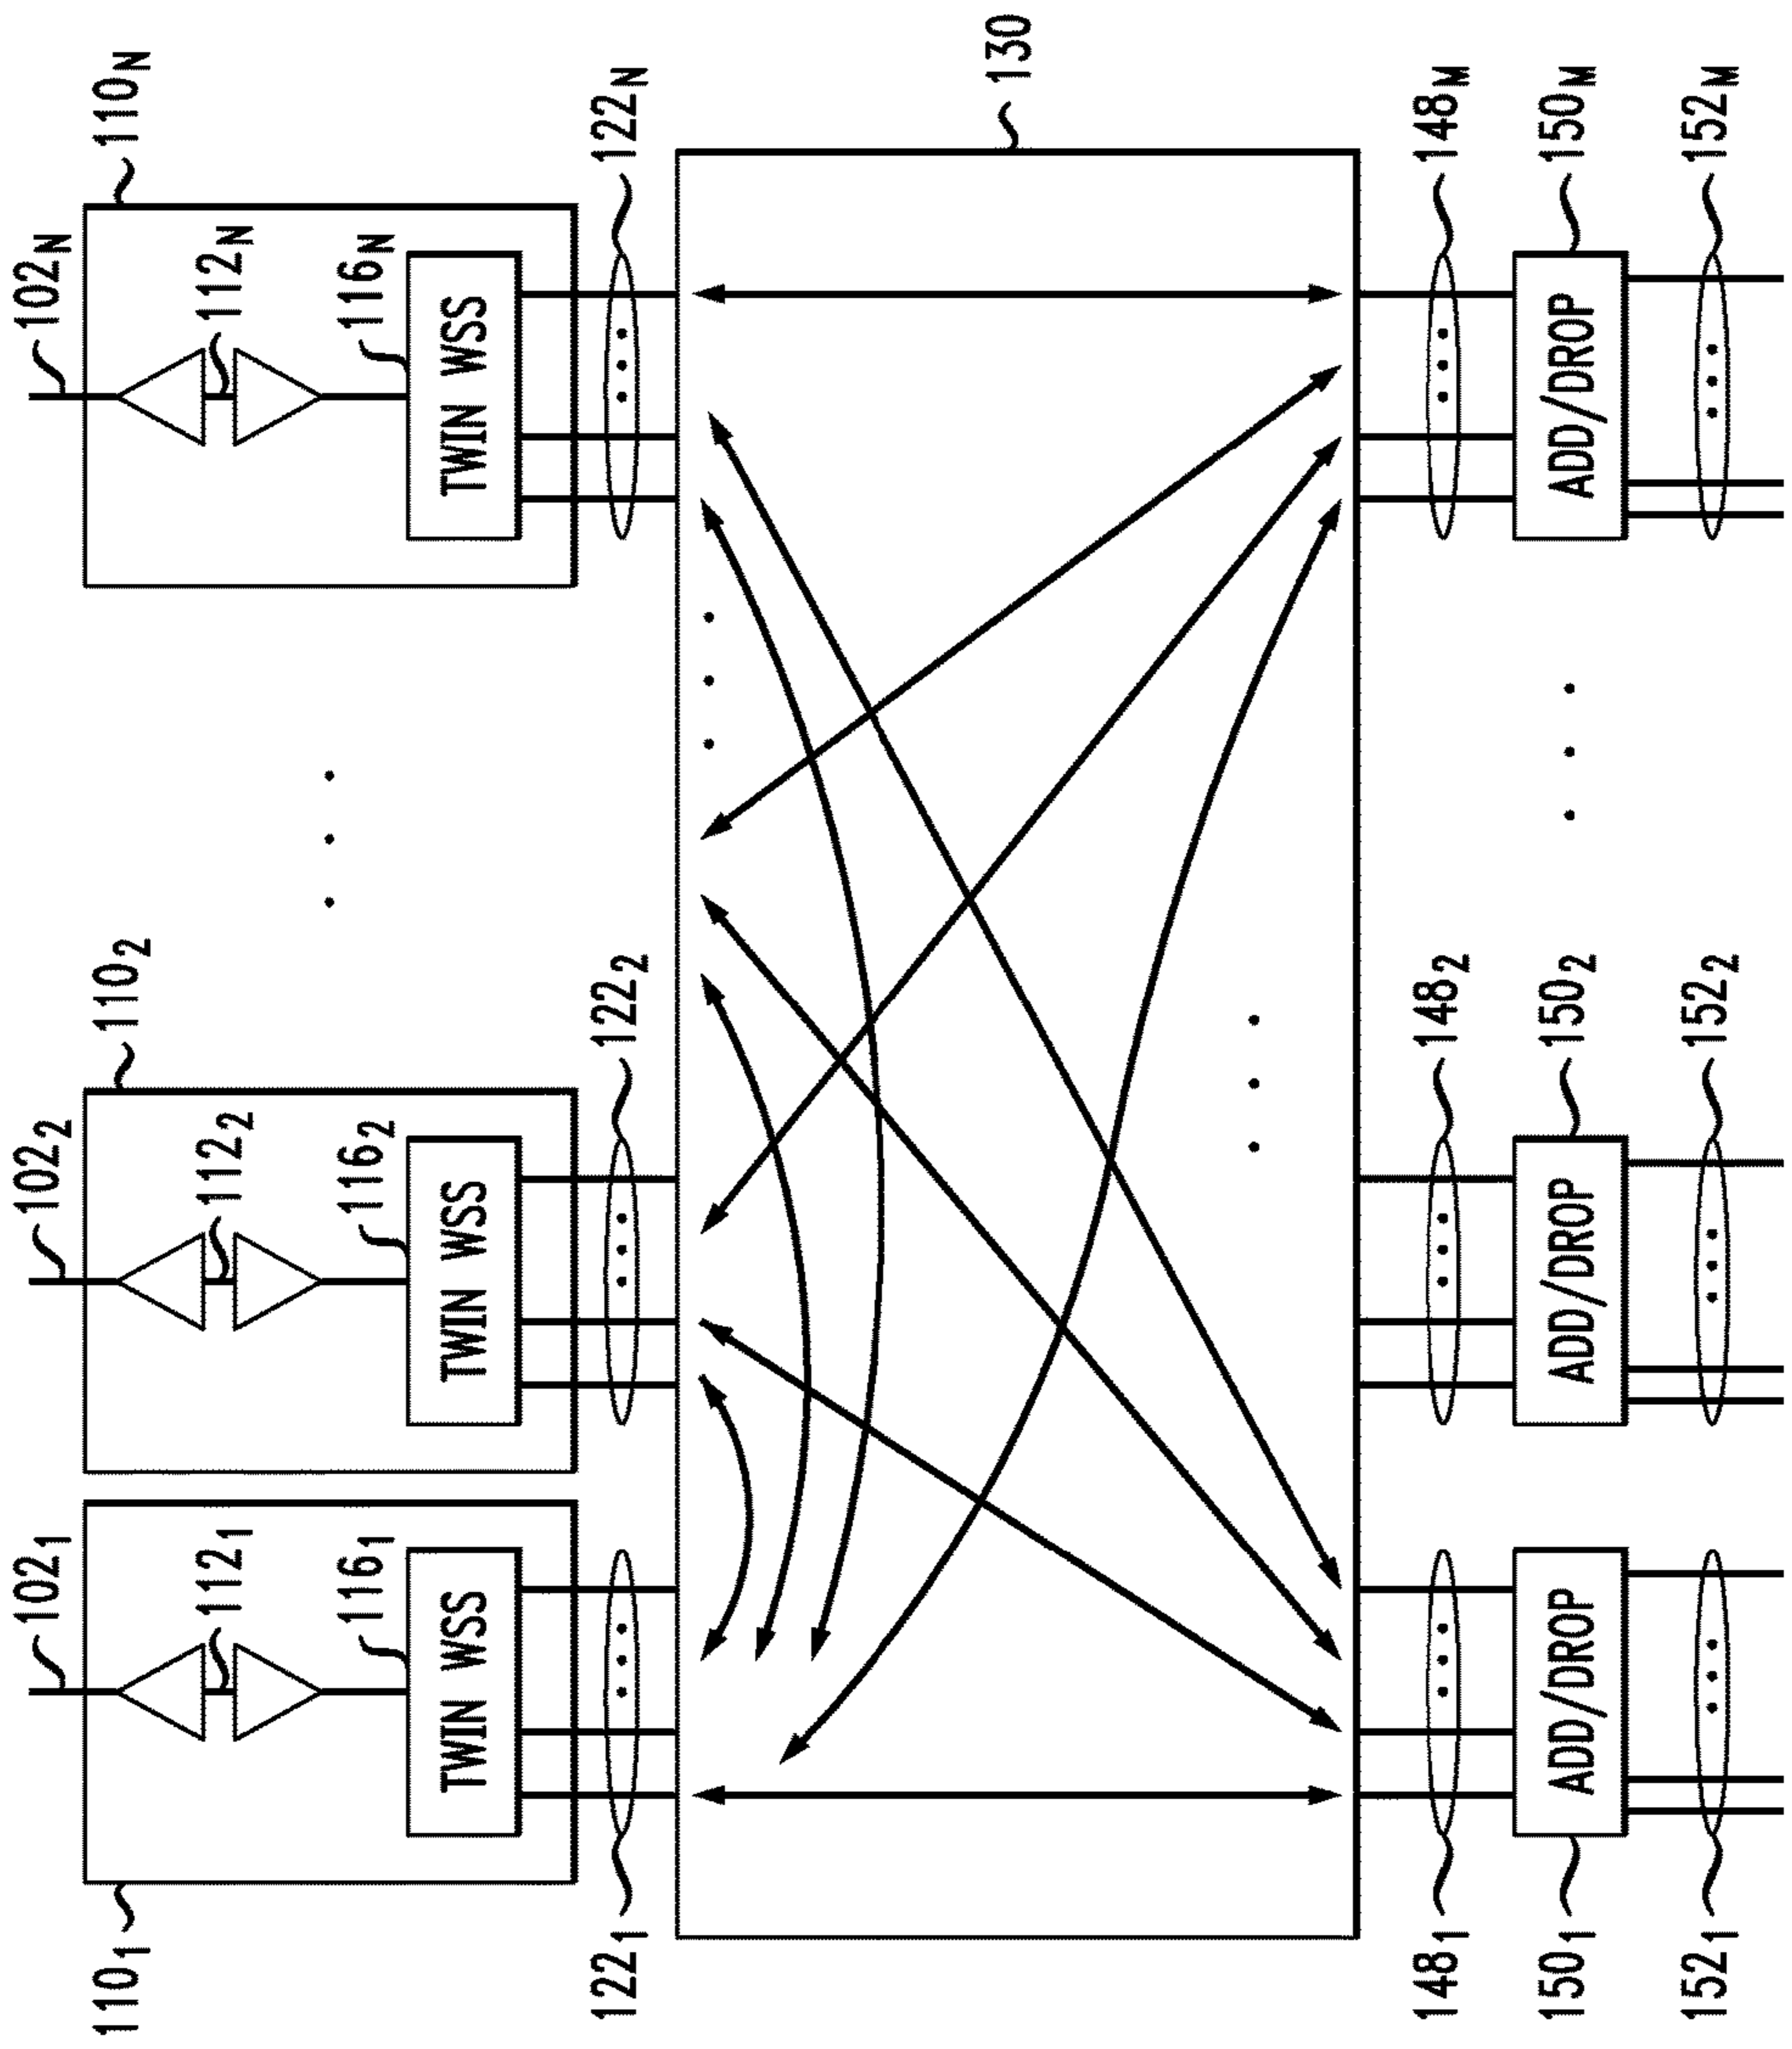 110₁
102₁
112₁
116₁
TWIN WSS
122₁
110₂
102₂
112₂
116₂
TWIN WSS
122₂
110N
102N
112N
116N
TWIN WSS
122N
130
148₁
ADD/DROP
150₁
152₁
148₂
ADD/DROP
150₂
152₂
148M
ADD/DROP
150M
152M